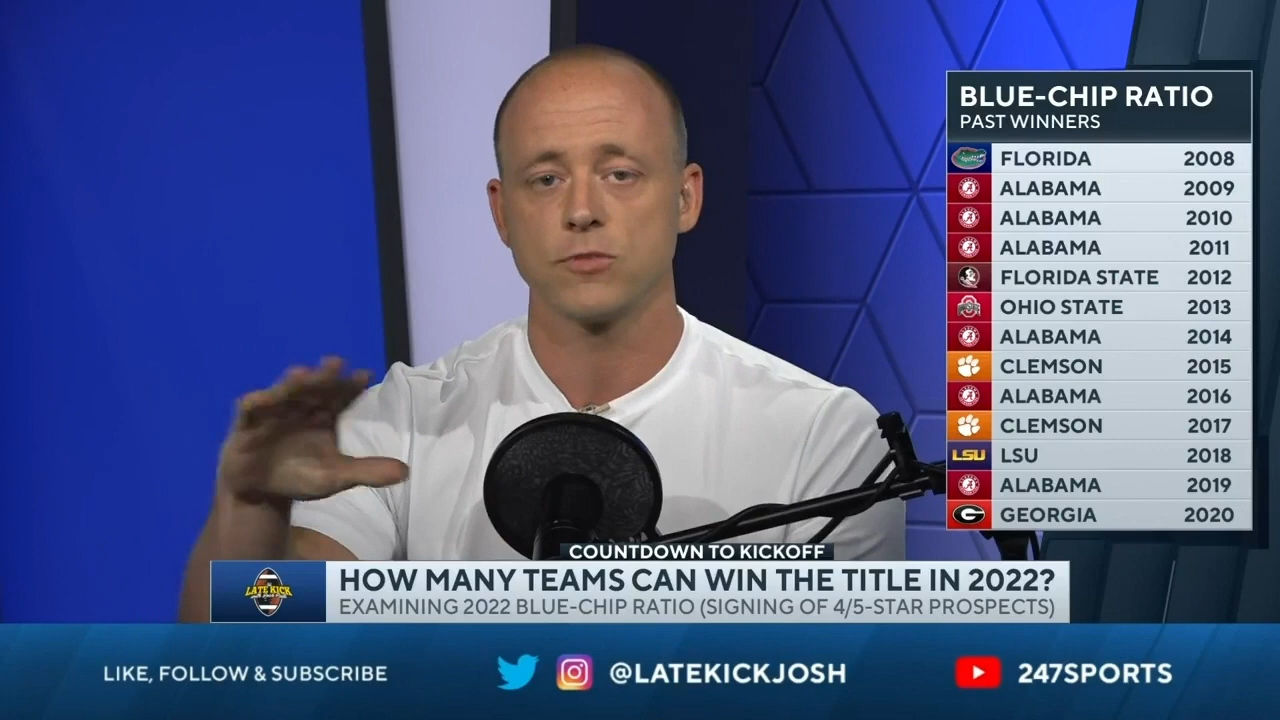 BLUE-CHIP RATIO
PAST WINNERS
FLORIDA 2008
ALABAMA 2009
ALABAMA 2010
ALABAMA 2011
FLORIDA STATE 2012
OHIO STATE 2013
ALABAMA 2014
CLEMSON 2015
ALABAMA 2016
CLEMSON 2017
LSU LSU 2018
ALABAMA 2019
G GEORGIA 2020
COUNTDOWN TO KICKOFF
LATE KICK
HOW MANY TEAMS CAN WIN THE TITLE IN 2022?
EXAMINING 2022 BLUE-CHIP RATIO (SIGNING OF 4/5-STAR PROSPECTS)
LIKE, FOLLOW & SUBSCRIBE
@LATEKICKJOSH
247SPORTS